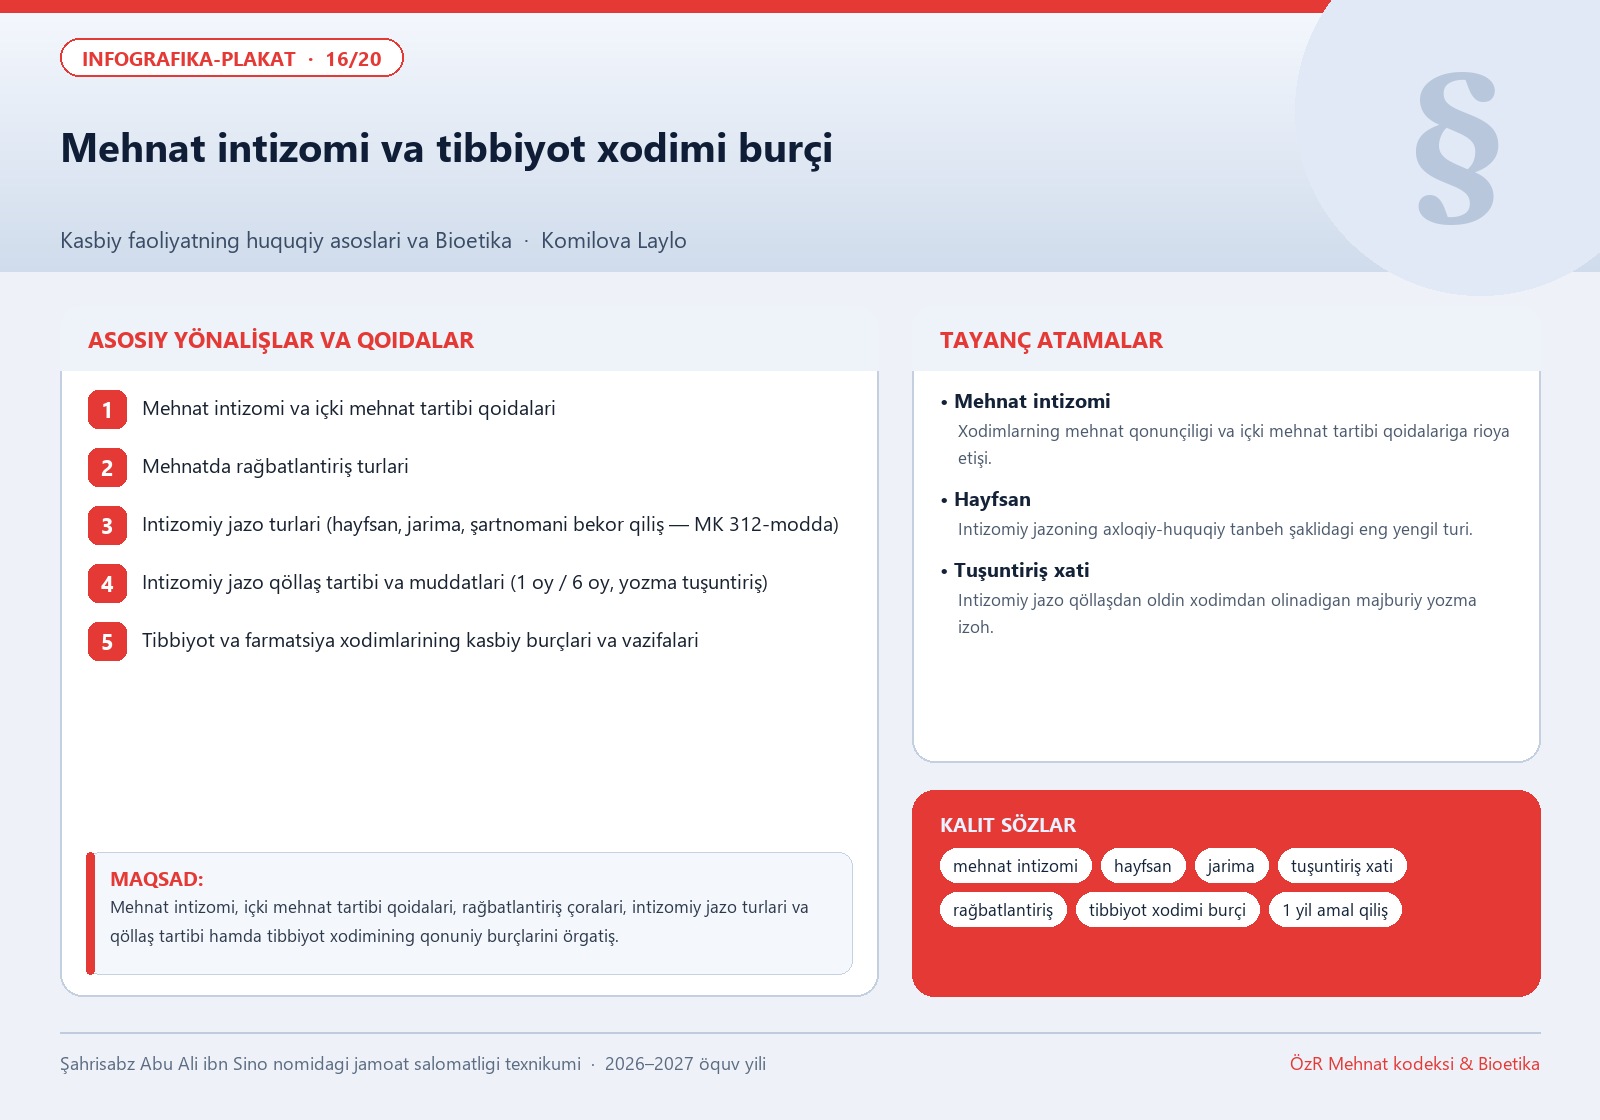 INFOGRAFIKA-PLAKAT · 16/20
§
Mehnat intizomi va tibbiyot xodimi burçi
Kasbiy faoliyatning huquqiy asoslari va Bioetika · Komilova Laylo
ASOSIY YÖNALİŞLAR VA QOIDALAR
1 Mehnat intizomi va içki mehnat tartibi qoidalari
2 Mehnatda rağbatlantiriş turlari
3 Intizomiy jazo turlari (hayfsan, jarima, şartnomani bekor qiliş — MK 312-modda)
4 Intizomiy jazo qöllaş tartibi va muddatlari (1 oy / 6 oy, yozma tuşuntiriş)
5 Tibbiyot va farmatsiya xodimlarining kasbiy burçlari va vazifalari
MAQSAD:
Mehnat intizomi, içki mehnat tartibi qoidalari, rağbatlantiriş çoralari, intizomiy jazo turlari va
qöllaş tartibi hamda tibbiyot xodimining qonuniy burçlarini örgatiş.
TAYANÇ ATAMALAR
• Mehnat intizomi
Xodimlarning mehnat qonunçiligi va içki mehnat tartibi qoidalariga rioya
etişi.
• Hayfsan
Intizomiy jazoning axloqiy-huquqiy tanbeh şaklidagi eng yengil turi.
• Tuşuntiriş xati
Intizomiy jazo qöllaşdan oldin xodimdan olinadigan majburiy yozma
izoh.
KALIT SÖZLAR
mehnat intizomi hayfsan jarima tuşuntiriş xati
rağbatlantiriş tibbiyot xodimi burçi 1 yil amal qiliş
Şahrisabz Abu Ali ibn Sino nomidagi jamoat salomatligi texnikumi · 2026–2027 öquv yili
ÖzR Mehnat kodeksi & Bioetika